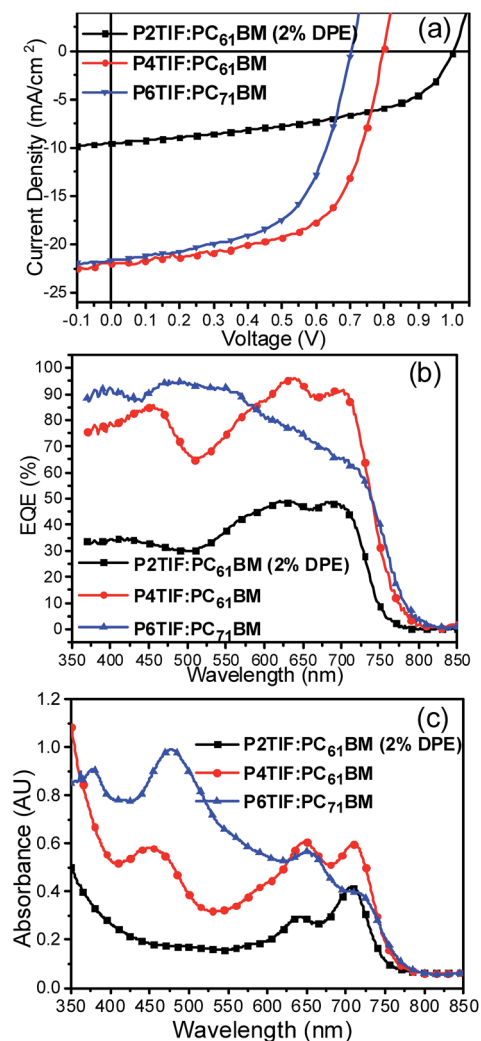 (a)
P2TIF:PC61BM (2% DPE)
P4TIF:PC61BM
P6TIF:PC71BM
Current Density (mA/cm2)
0
-5
-10
-15
-20
-25
-0.1 0.0 0.1 0.2 0.3 0.4 0.5 0.6 0.7 0.8 0.9 1.0
Voltage (V)
(b)
EQE (%)
100
90
80
70
60
50
40
30
20
10
0
P2TIF:PC61BM (2% DPE)
P4TIF:PC61BM
P6TIF:PC71BM
350 400 450 500 550 600 650 700 750 800 850
Wavelength (nm)
(c)
P2TIF:PC61BM (2% DPE)
P4TIF:PC61BM
P6TIF:PC71BM
Absorbance (AU)
1.2
1.0
0.8
0.6
0.4
0.2
0.0
350 400 450 500 550 600 650 700 750 800 850
Wavelength (nm)